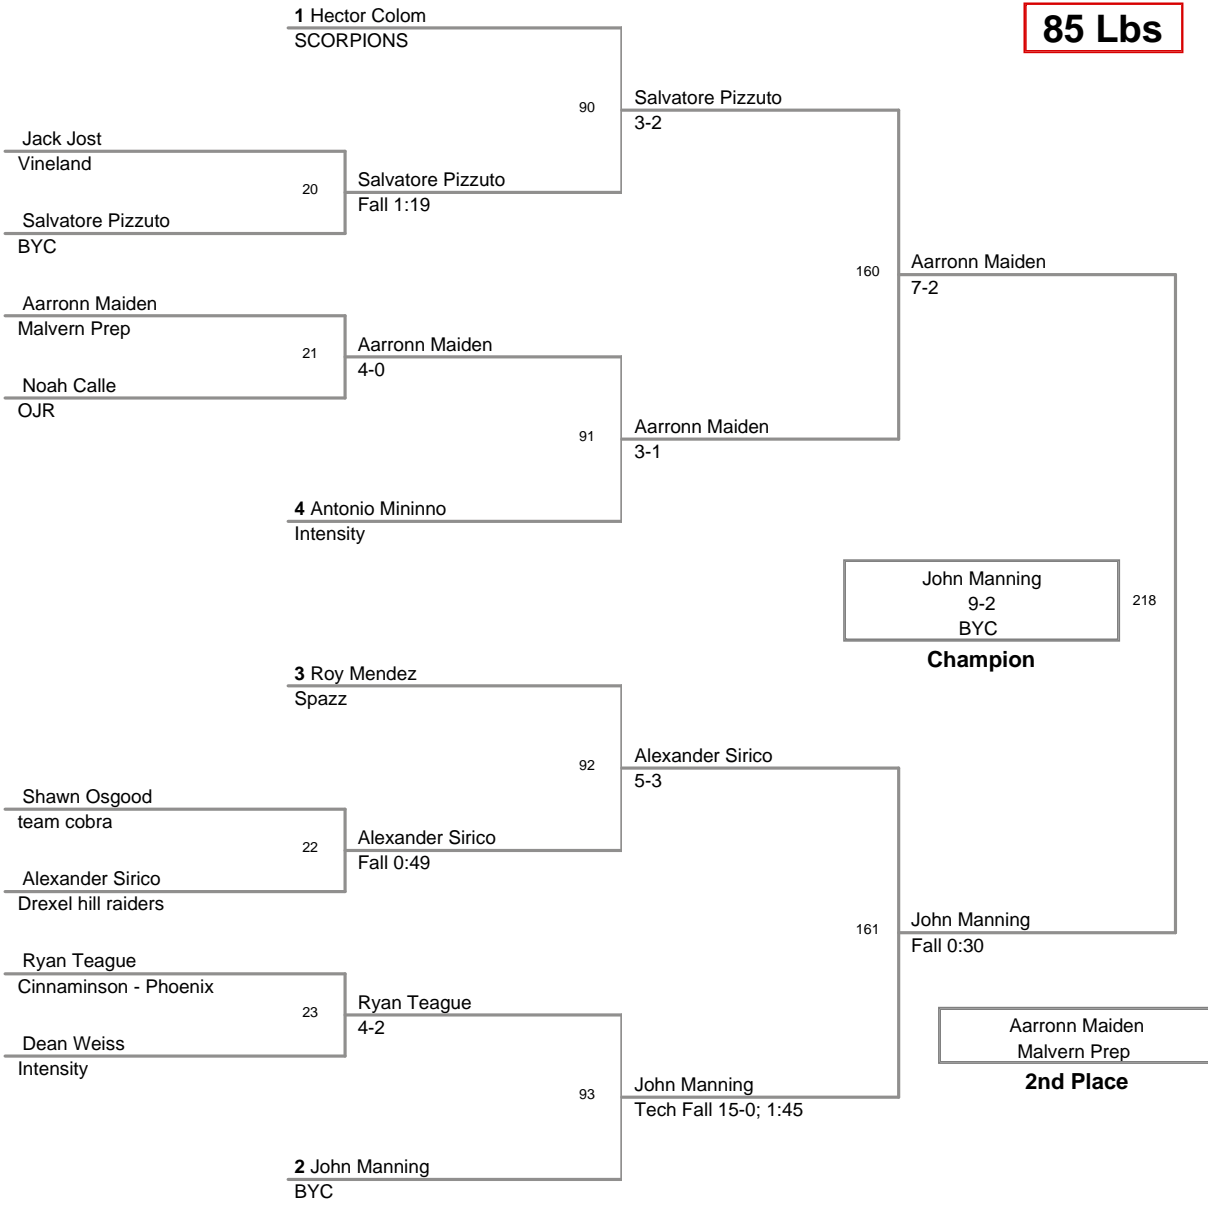 1 Hector Colom
SCORPIONS
85 Lbs
90
Salvatore Pizzuto
3-2
Jack Jost
Vineland
20
Salvatore Pizzuto
Fall 1:19
Salvatore Pizzuto
BYC
160
Aarronn Maiden
7-2
Aarronn Maiden
Malvern Prep
21
Aarronn Maiden
4-0
Noah Calle
OJR
91
Aarronn Maiden
3-1
4 Antonio Mininno
Intensity
John Manning
9-2
BYC
218
Champion
3 Roy Mendez
Spazz
92
Alexander Sirico
5-3
Shawn Osgood
team cobra
22
Alexander Sirico
Fall 0:49
Alexander Sirico
Drexel hill raiders
161
John Manning
Fall 0:30
Ryan Teague
Cinnaminson - Phoenix
23
Ryan Teague
4-2
Dean Weiss
Intensity
Aarronn Maiden
Malvern Prep
2nd Place
93
John Manning
Tech Fall 15-0; 1:45
2 John Manning
BYC